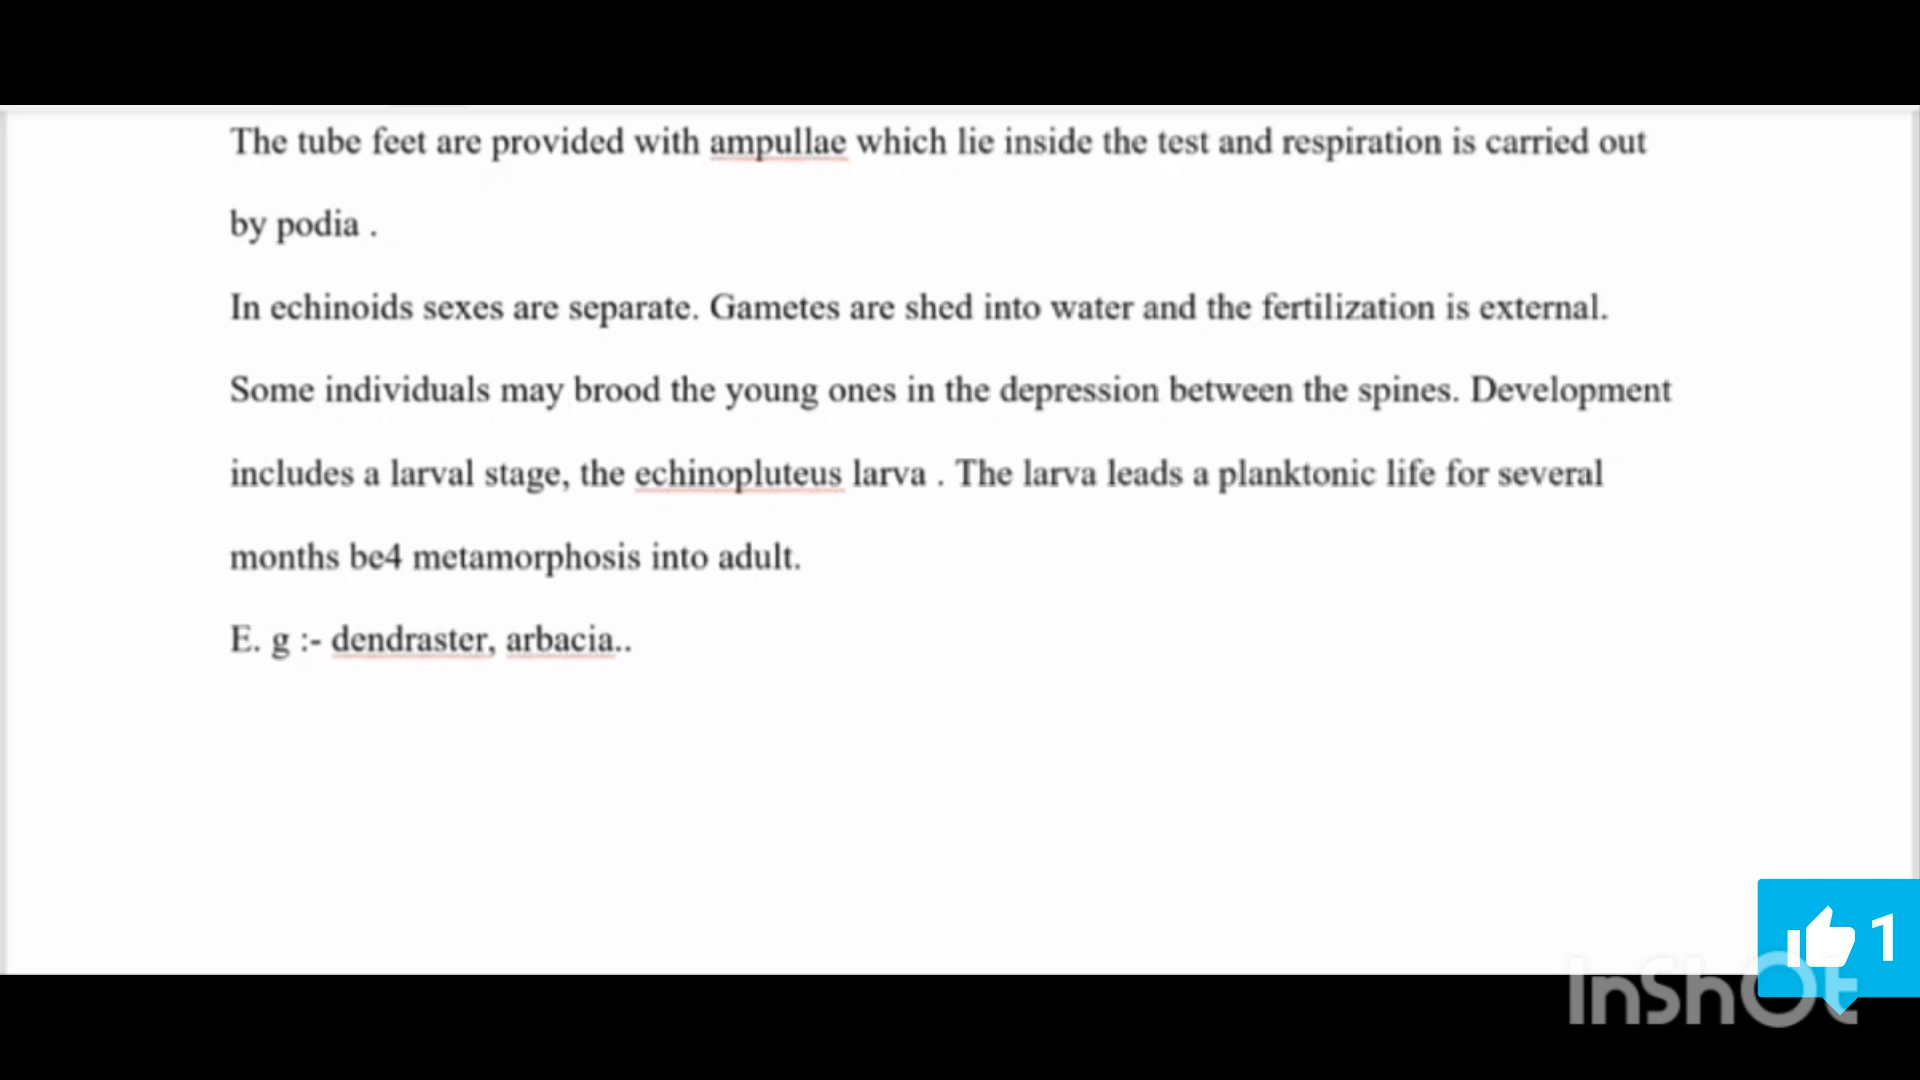 The tube feet are provided with ampullae which lie inside the test and respiration is carried out
by podia .
In echinoids sexes are separate. Gametes are shed into water and the fertilization is external.
Some individuals may brood the young ones in the depression between the spines. Development
includes a larval stage, the echinopluteus larva . The larva leads a planktonic life for several
months be4 metamorphosis into adult.
E. g :- dendraster, arbacia..
1
InShOt